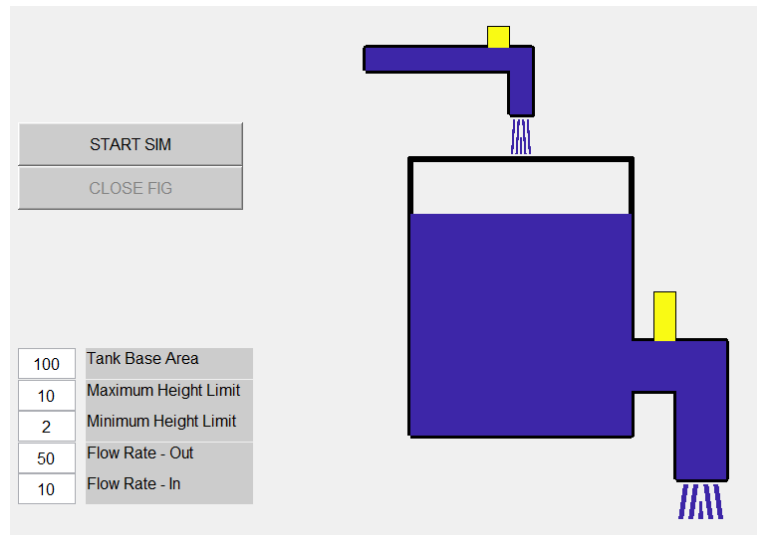 START SIM
CLOSE FIG
100 Tank Base Area
10 Maximum Height Limit
2 Minimum Height Limit
50 Flow Rate - Out
10 Flow Rate - In